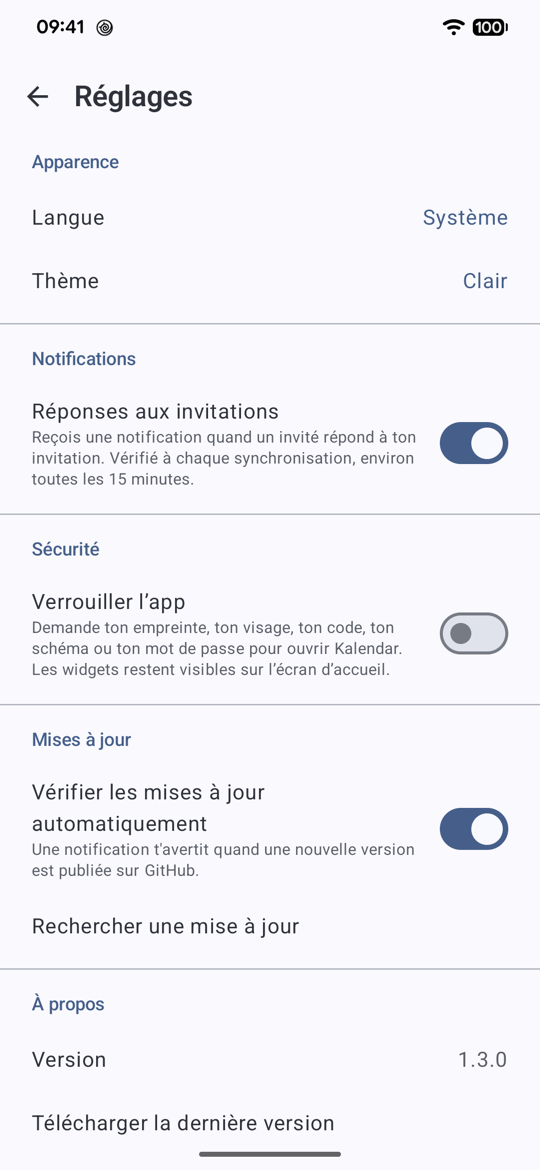 09:41
100
Réglages
Apparence
Langue
Système
Thème
Clair
Notifications
Réponses aux invitations
Reçois une notification quand un invité répond à ton
invitation. Vérifié à chaque synchronisation, environ
toutes les 15 minutes.
Sécurité
Verrouiller l’app
Demande ton empreinte, ton visage, ton code, ton
schéma ou ton mot de passe pour ouvrir Kalendar.
Les widgets restent visibles sur l’écran d’accueil.
Mises à jour
Vérifier les mises à jour
automatiquement
Une notification t'avertit quand une nouvelle version
est publiée sur GitHub.
Rechercher une mise à jour
À propos
Version
1.3.0
Télécharger la dernière version